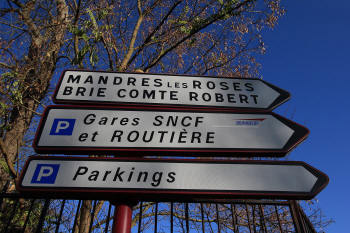 MANDRES LES ROSES
BRIE COMTE ROBERT
P Gares SNCF
et ROUTIÈRE
P Parkings